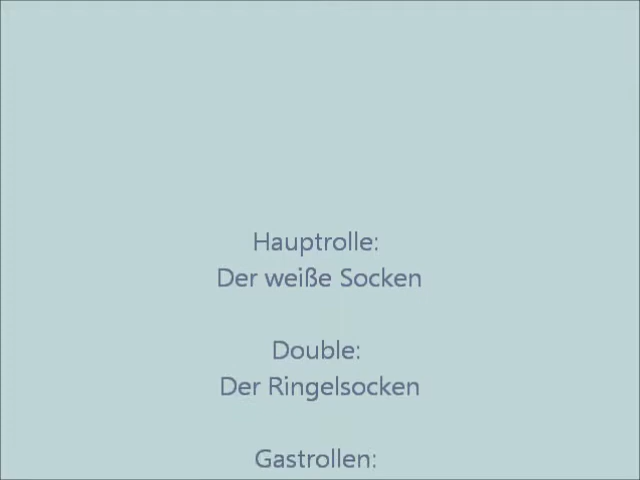 Hauptrolle:
Der weiße Socken
Double:
Der Ringelsocken
Gastrollen: